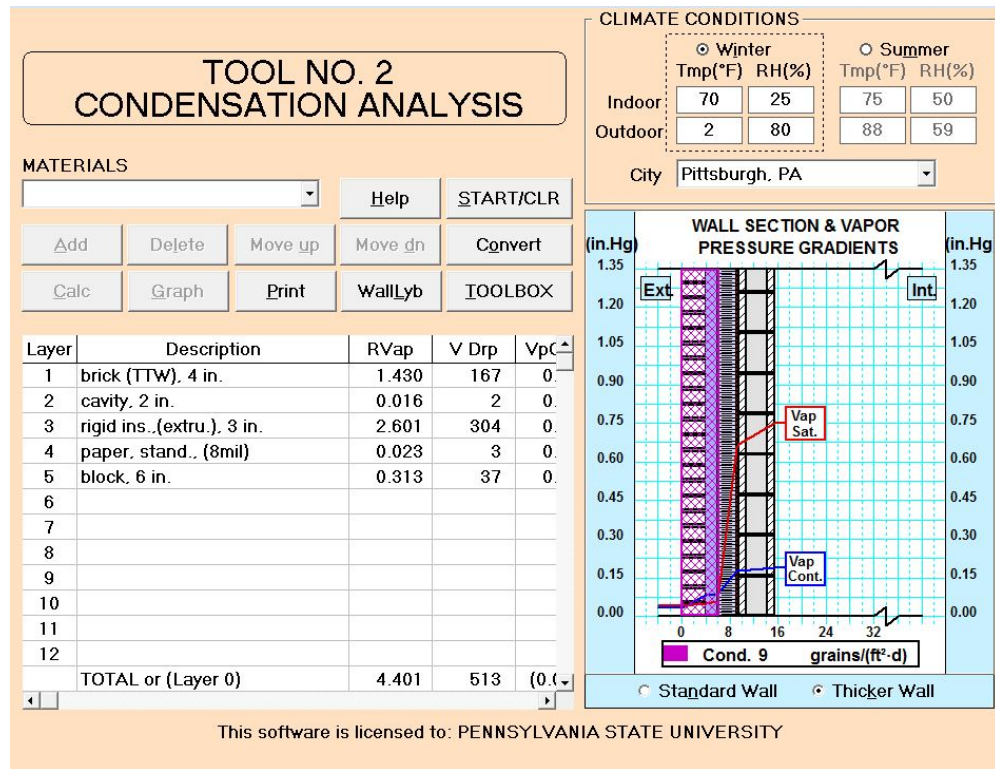 TOOL NO. 2
CONDENSATION ANALYSIS
MATERIALS
Help START/CLR
Add Delete Move up Move dn Convert
Calc Graph Print WallLyb TOOLBOX
Layer Description RVap V Drp Vp
1 brick (TTW), 4 in. 1.430 167 0.
2 cavity, 2 in. 0.016 2 0.
3 rigid ins.,(extru.), 3 in. 2.601 304 0.
4 paper, stand., (8mil) 0.023 3 0.
5 block, 6 in. 0.313 37 0.
6
7
8
9
10
11
12
TOTAL or (Layer 0) 4.401 513 (0.
CLIMATE CONDITIONS
Winter Summer
Tmp(°F) RH(%) Tmp(°F) RH(%)
Indoor 70 25 75 50
Outdoor 2 80 88 59
City Pittsburgh, PA
WALL SECTION & VAPOR
(in.Hg) PRESSURE GRADIENTS (in.Hg
1.35 1.35
Ext. Int.
1.20 1.20
1.05 1.05
0.90 0.90
0.75 Vap 0.75
Sat.
0.60 0.60
0.45 0.45
0.30 0.30
Vap
0.15 Cont. 0.15
0.00 0.00
0 8 16 24 32
Cond. 9 grains/(ft²·d)
Standard Wall Thicker Wall
This software is licensed to: PENNSYLVANIA STATE UNIVERSITY